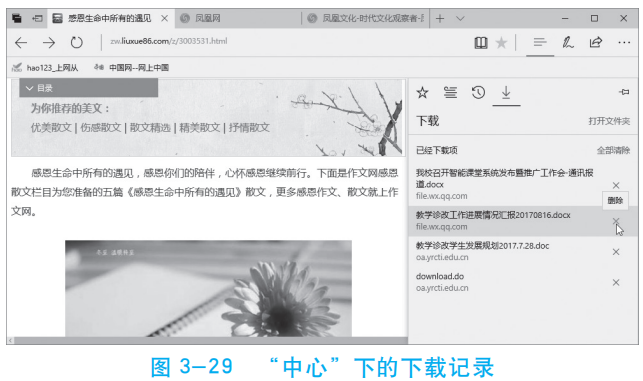 感恩生命中所有的遇见
凤凰网
凤凰文化-时代文化观察者-
zw.liuxue86.com/z/3003531.html
hao123_上网从
中国网--网上中国
目录
为你推荐的美文：
优美散文 | 伤感散文 | 散文精选 | 精美散文 | 抒情散文
感恩生命中所有的遇见，感恩你们的陪伴，心怀感恩继续前行。下面是作文网感恩
散文栏目为您准备的五篇《感恩生命中所有的遇见》散文，更多感恩作文、散文就上作
文网。
下载
打开文件夹
已经下载项
全部清除
我校召开智能课堂系统发布暨推广工作会-通讯报
道.docx
file.wx.qq.com
删除
教学诊改工作进展情况汇报20170816.docx
file.wx.qq.com
教学诊改学生发展规划2017.7.28.doc
oa.yrcti.edu.cn
download.do
oa.yrcti.edu.cn
图 3-29 “中心”下的下载记录